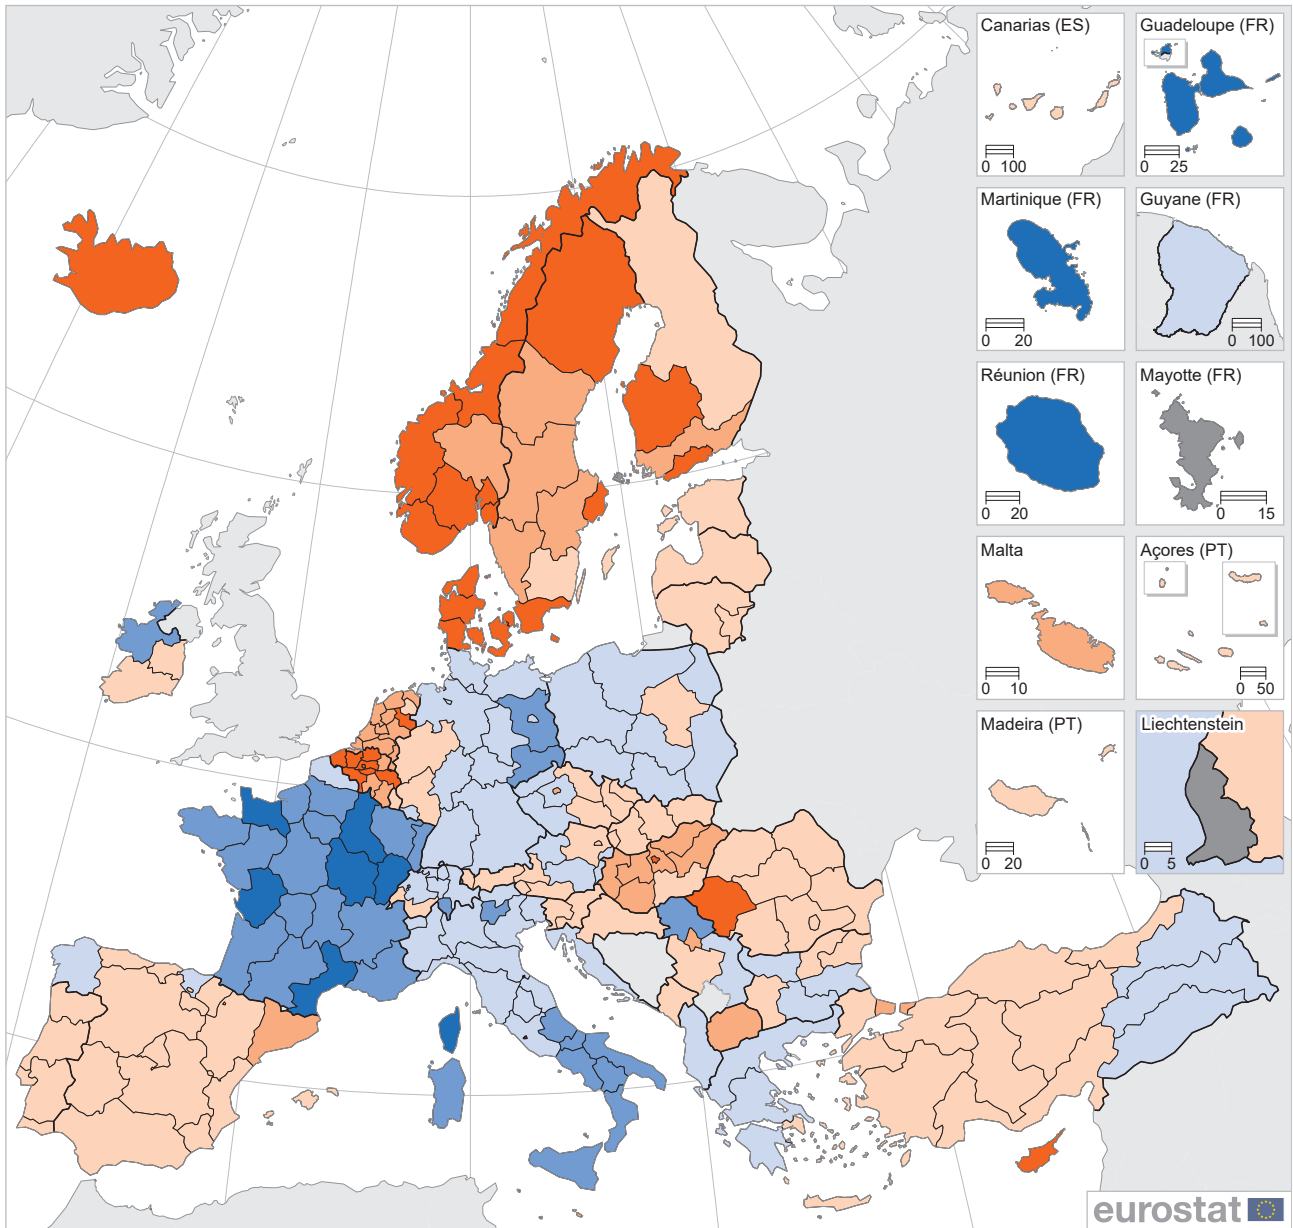 Canarias (ES)
0 100
Guadeloupe (FR)
0 25
Martinique (FR)
0 20
Guyane (FR)
0 100
Réunion (FR)
0 20
Mayotte (FR)
0 15
Malta
0 10
Açores (PT)
0 50
Madeira (PT)
0 20
Liechtenstein
0 5
eurostat